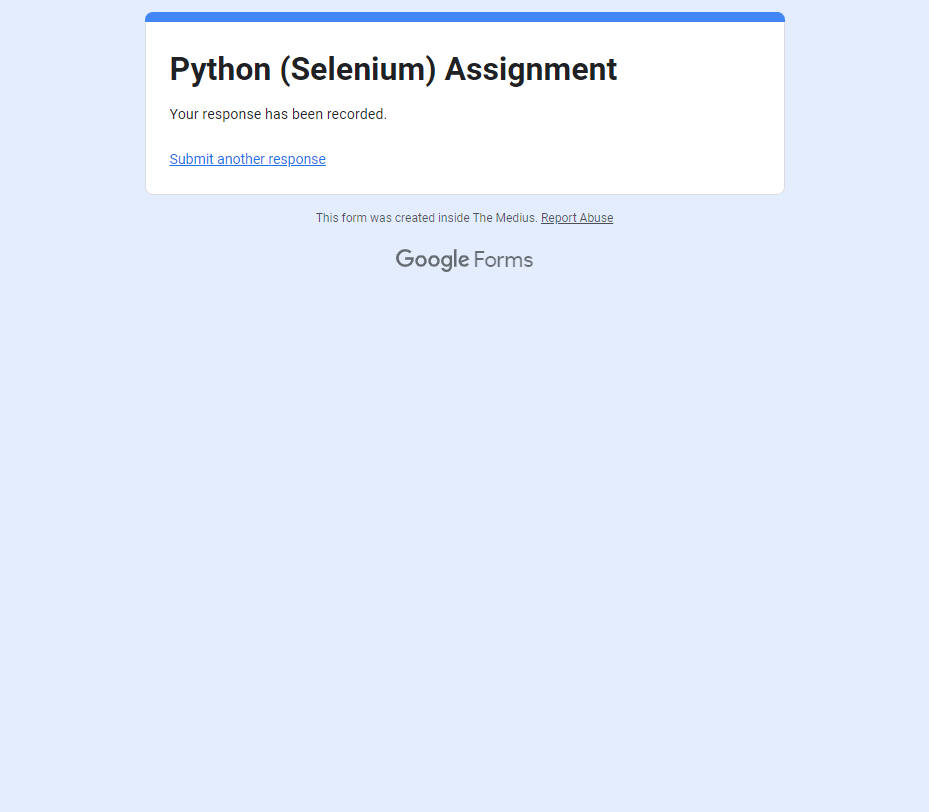 Python (Selenium) Assignment
Your response has been recorded.
Submit another response
This form was created inside The Medius. Report Abuse
Google Forms